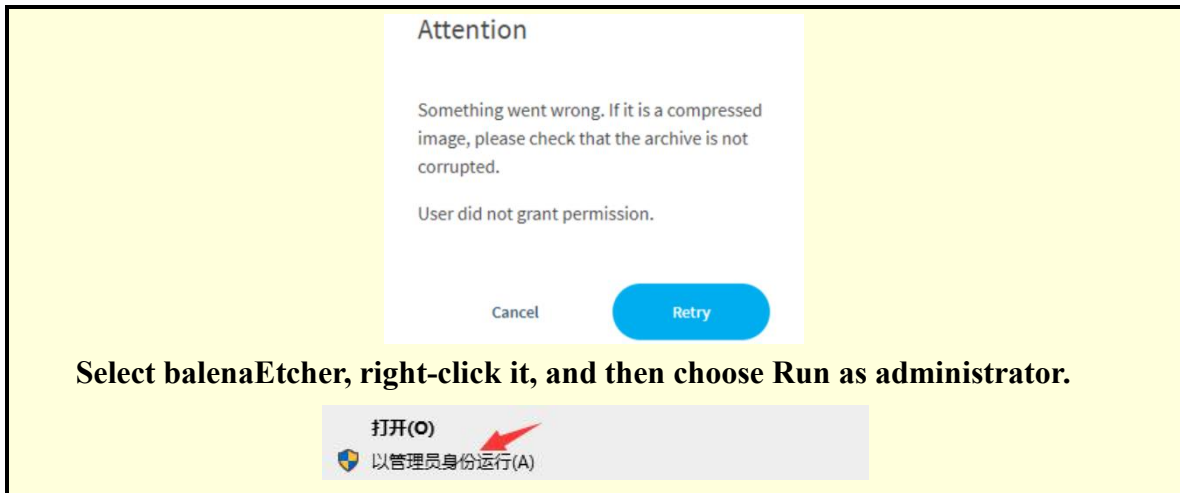 Attention
Something went wrong. If it is a compressed
image, please check that the archive is not
corrupted.
User did not grant permission.
Cancel
Retry
Select balenaEtcher, right-click it, and then choose Run as administrator.
打开(O)
以管理员身份运行(A)